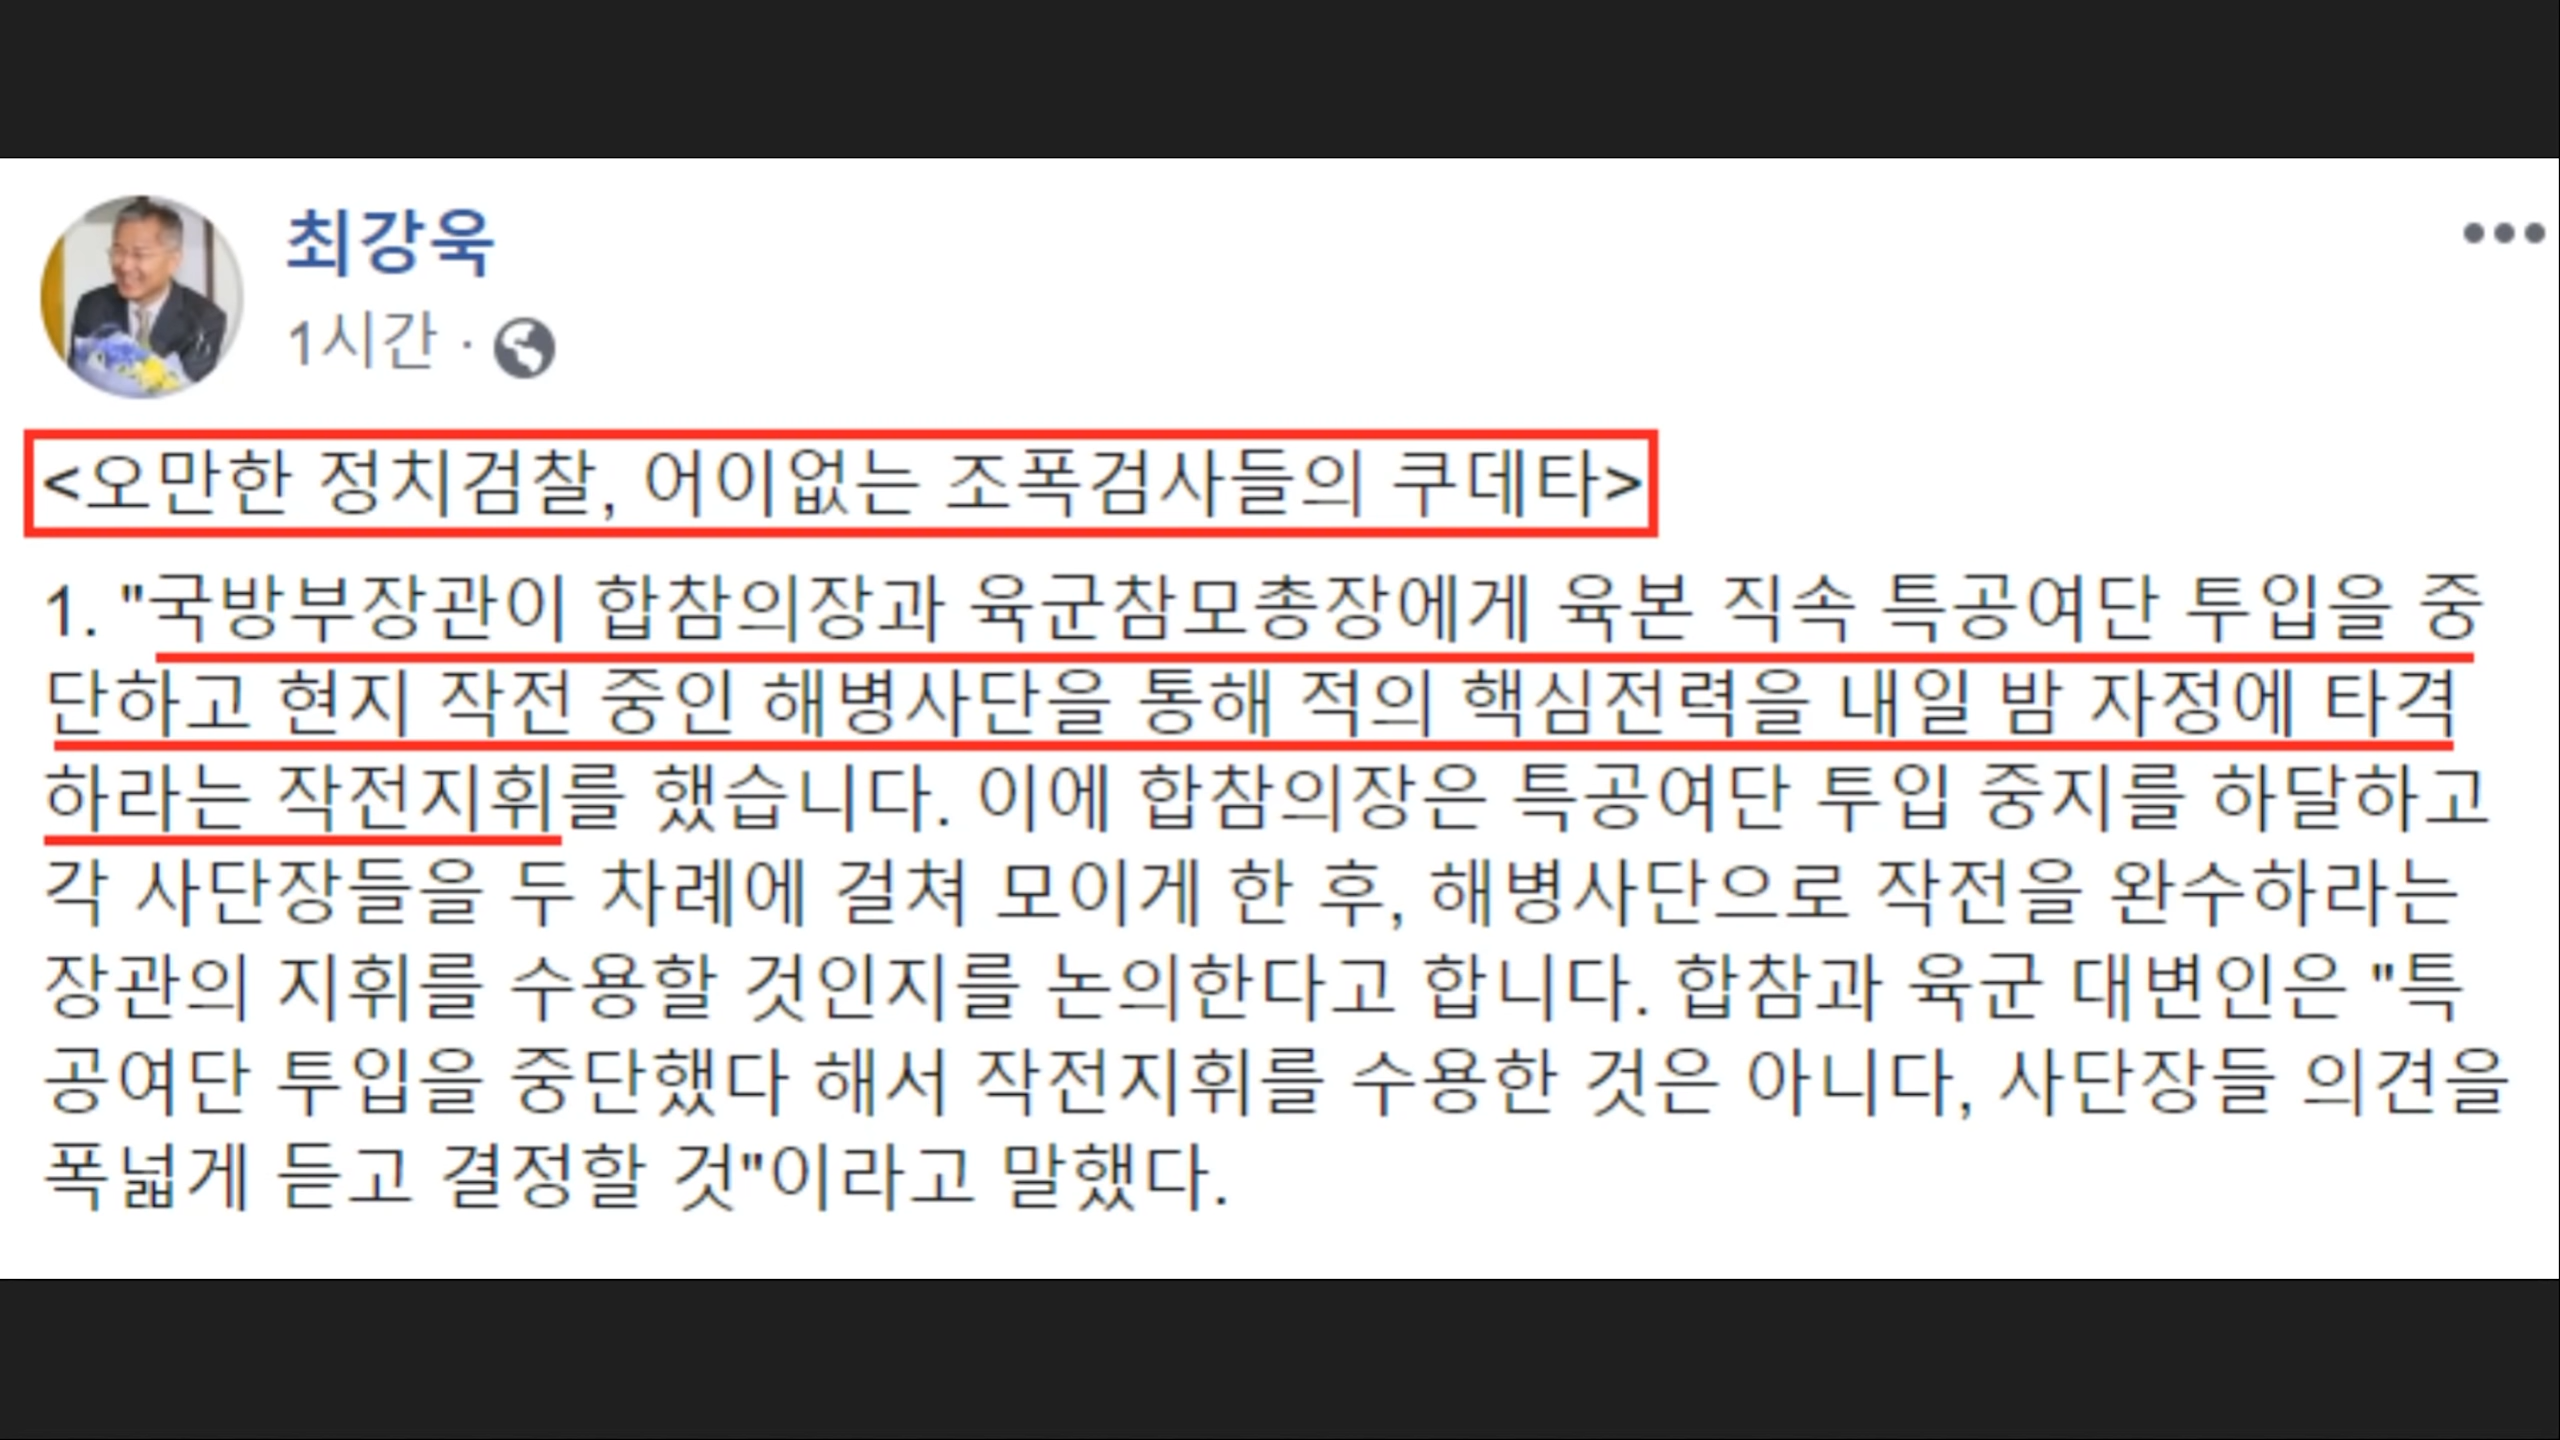 최강욱
1시간 ·
<오만한 정치검찰, 어이없는 조폭검사들의 쿠데타>
1. "국방부장관이 합참의장과 육군참모총장에게 육본 직속 특공여단 투입을 중
단하고 현지 작전 중인 해병사단을 통해 적의 핵심전력을 내일 밤 자정에 타격
하라는 작전지휘를 했습니다. 이에 합참의장은 특공여단 투입 중지를 하달하고
각 사단장들을 두 차례에 걸쳐 모이게 한 후, 해병사단으로 작전을 완수하라는
장관의 지휘를 수용할 것인지를 논의한다고 합니다. 합참과 육군 대변인은 "특
공여단 투입을 중단했다 해서 작전지휘를 수용한 것은 아니다, 사단장들 의견을
폭넓게 듣고 결정할 것"이라고 말했다.